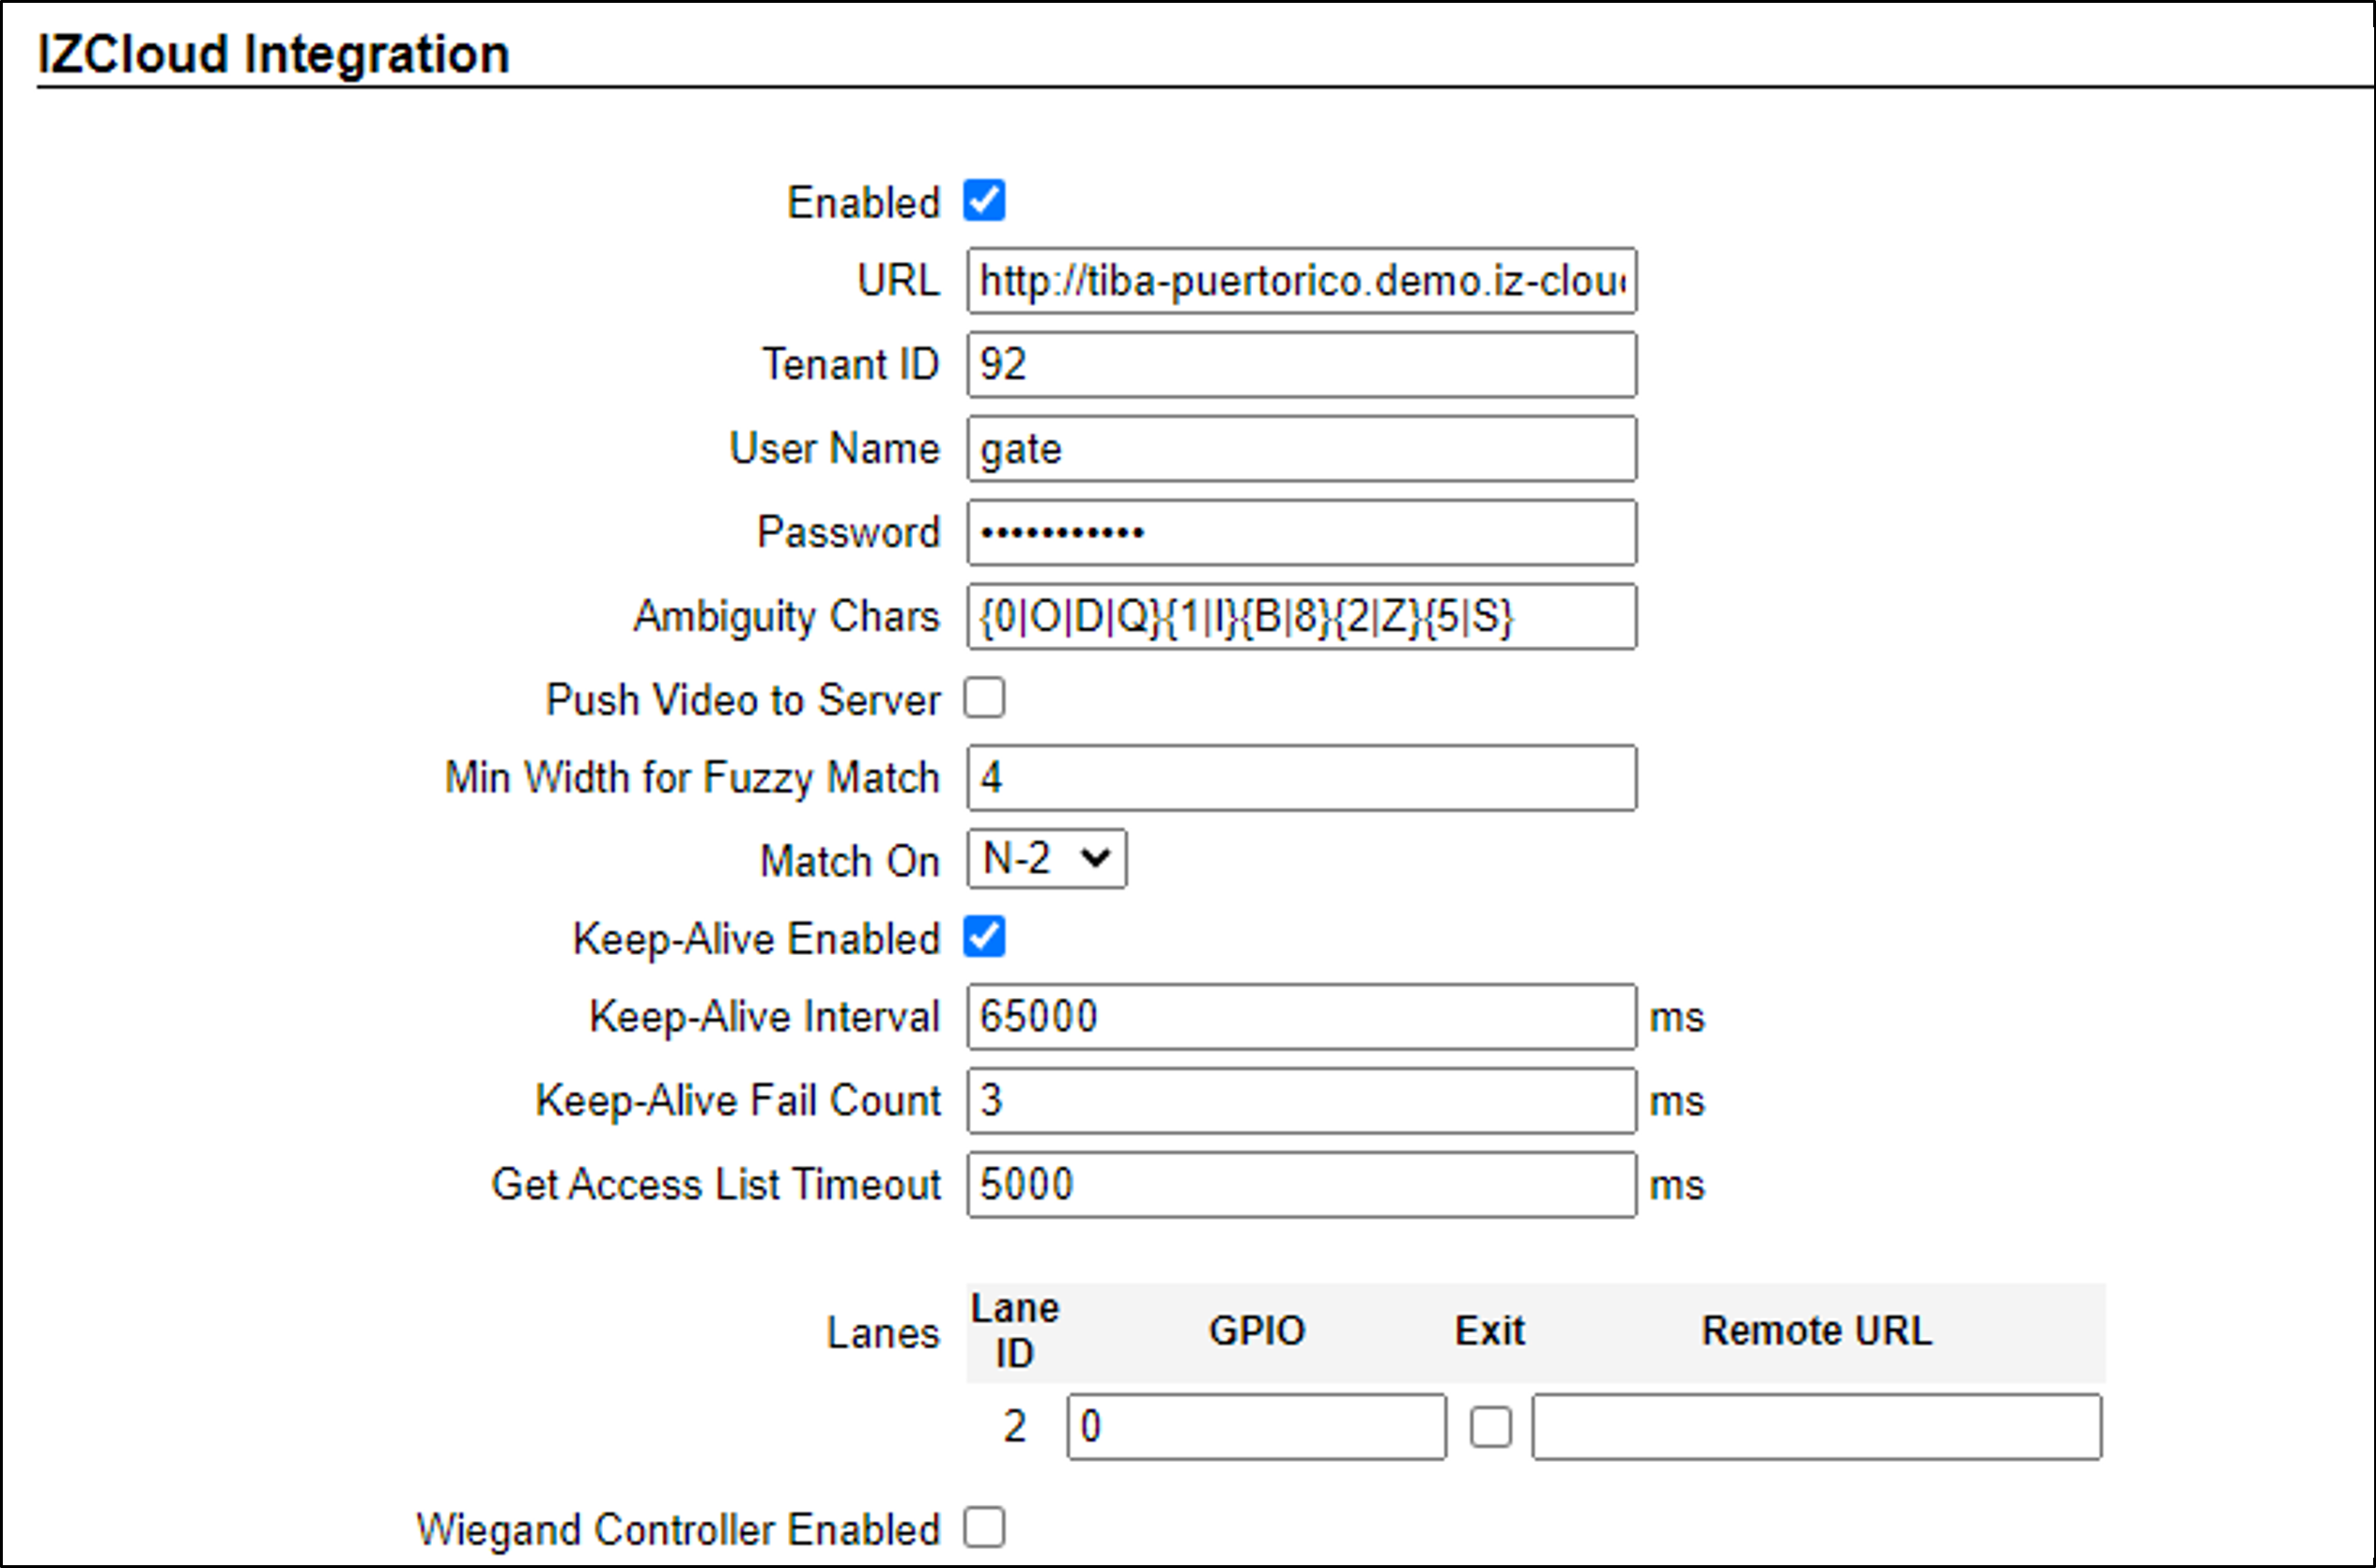 IZCloud Integration
Enabled
URL http://tiba-puertorico.demo.iz-clou
Tenant ID 92
User Name gate
Password •••••••••••
Ambiguity Chars {0|O|D|Q}{1|I}{B|8}{2|Z}{5|S}
Push Video to Server
Min Width for Fuzzy Match 4
Match On N-2
Keep-Alive Enabled
Keep-Alive Interval 65000 ms
Keep-Alive Fail Count 3 ms
Get Access List Timeout 5000 ms
Lanes Lane ID GPIO Exit Remote URL
2 0
Wiegand Controller Enabled